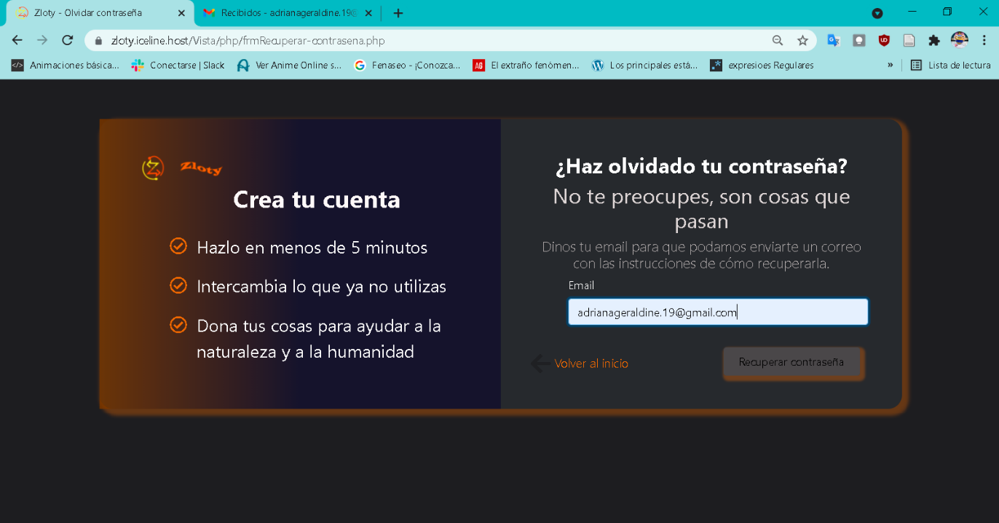 Zloty - Olvidar contraseña
Recibidos - adrianageraldine.19@
zloty.iceline.host/Vista/php/frmRecuperar-contrasena.php
Animaciones básica...
Conectarse | Slack
Ver Anime Online s...
Fenaseo - ¡Conozca...
El extraño fenómen...
Los principales está...
expresioes Regulares
»
Lista de lectura
Zloty
Crea tu cuenta
Hazlo en menos de 5 minutos
Intercambia lo que ya no utilizas
Dona tus cosas para ayudar a la
naturaleza y a la humanidad
¿Haz olvidado tu contraseña?
No te preocupes, son cosas que
pasan
Dinos tu email para que podamos enviarte un correo
con las instrucciones de cómo recuperarla.
Email
adrianageraldine.19@gmail.com
Volver al inicio
Recuperar contraseña